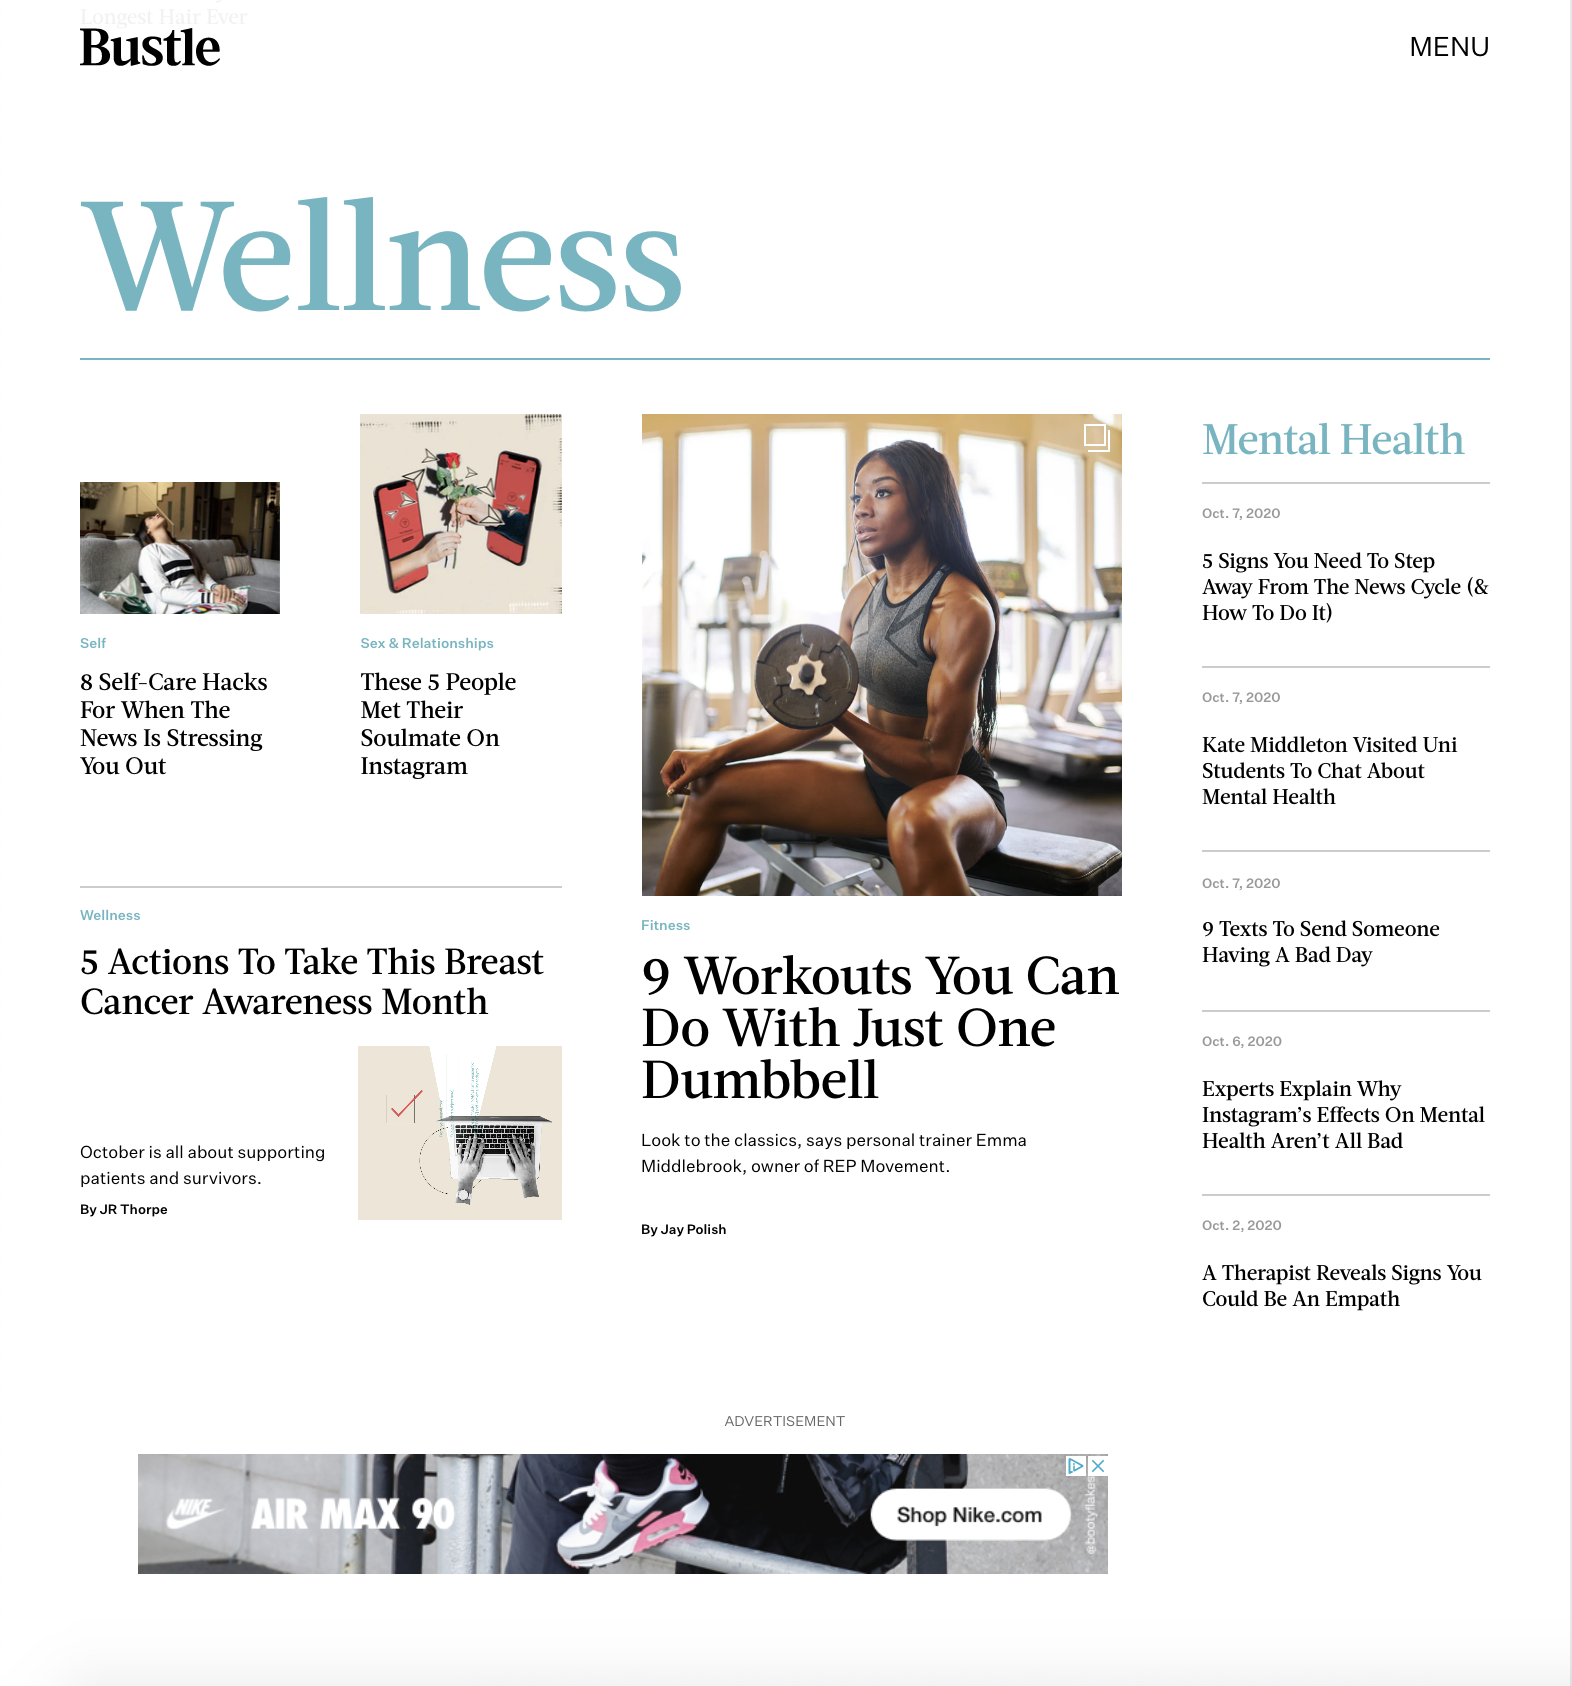 Longest Hair Ever
Bustle
MENU
Wellness
Self
8 Self-Care Hacks
For When The
News Is Stressing
You Out
Sex & Relationships
These 5 People
Met Their
Soulmate On
Instagram
Wellness
5 Actions To Take This Breast
Cancer Awareness Month
October is all about supporting
patients and survivors.
By JR Thorpe
Fitness
9 Workouts You Can
Do With Just One
Dumbbell
Look to the classics, says personal trainer Emma
Middlebrook, owner of REP Movement.
By Jay Polish
Mental Health
Oct. 7, 2020
5 Signs You Need To Step
Away From The News Cycle (&
How To Do It)
Oct. 7, 2020
Kate Middleton Visited Uni
Students To Chat About
Mental Health
Oct. 7, 2020
9 Texts To Send Someone
Having A Bad Day
Oct. 6, 2020
Experts Explain Why
Instagram’s Effects On Mental
Health Aren’t All Bad
Oct. 2, 2020
A Therapist Reveals Signs You
Could Be An Empath
ADVERTISEMENT
NIKE
AIR MAX 90
Shop Nike.com
@bootyflakes